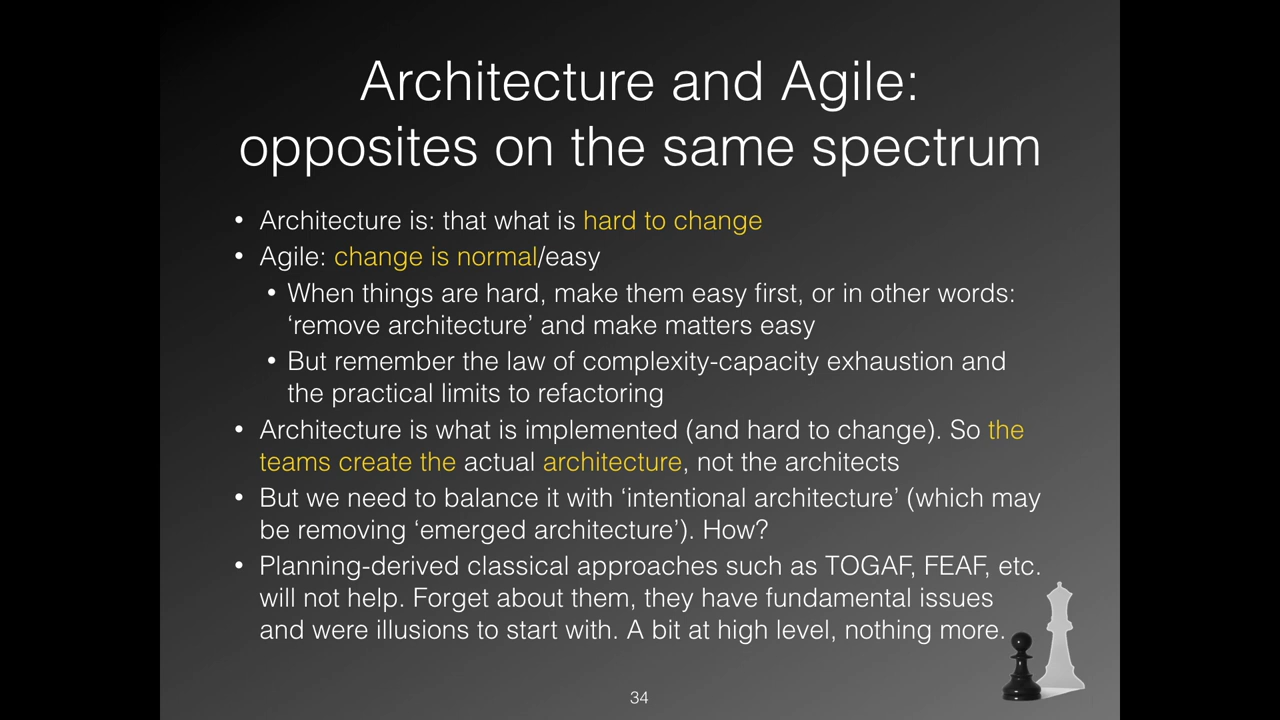 Architecture and Agile:
opposites on the same spectrum
• Architecture is: that what is hard to change
• Agile: change is normal/easy
• When things are hard, make them easy first, or in other words:
‘remove architecture’ and make matters easy
• But remember the law of complexity-capacity exhaustion and
the practical limits to refactoring
• Architecture is what is implemented (and hard to change). So the
teams create the actual architecture, not the architects
• But we need to balance it with ‘intentional architecture’ (which may
be removing ‘emerged architecture’). How?
• Planning-derived classical approaches such as TOGAF, FEAF, etc.
will not help. Forget about them, they have fundamental issues
and were illusions to start with. A bit at high level, nothing more.
34